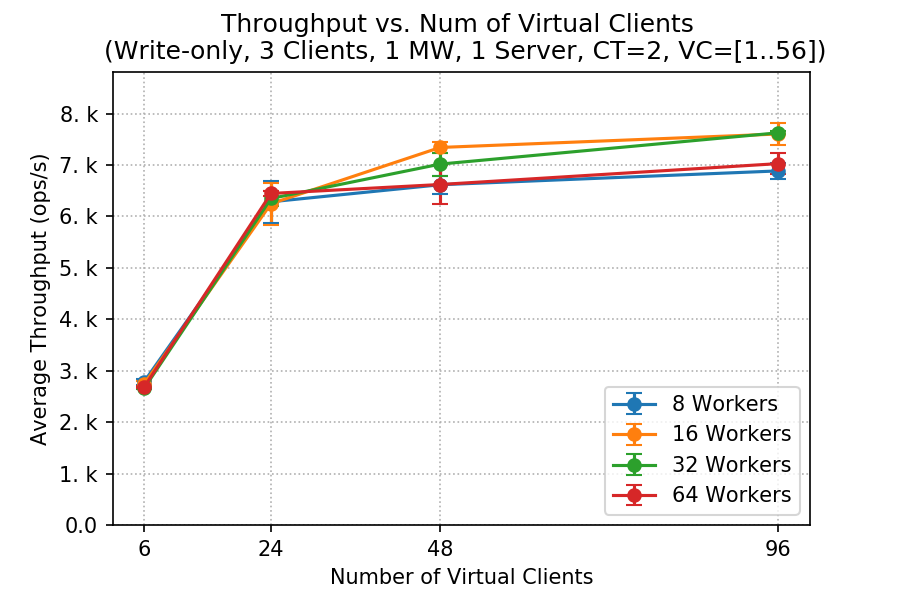 Throughput vs. Num of Virtual Clients
(Write-only, 3 Clients, 1 MW, 1 Server, CT=2, VC=[1..56])
Average Throughput (ops/s)
8. k
7. k
6. k
5. k
4. k
3. k
2. k
1. k
0.0
6
24
48
96
Number of Virtual Clients
8 Workers
16 Workers
32 Workers
64 Workers